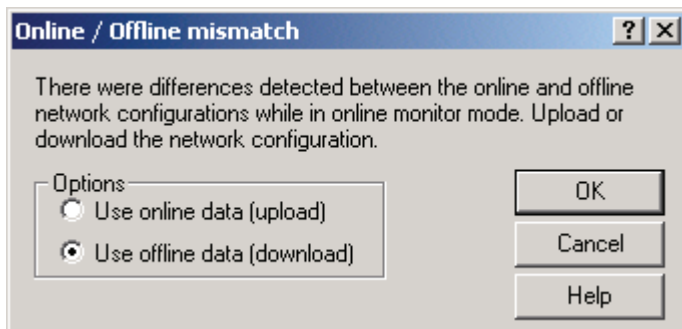 Online / Offline mismatch
There were differences detected between the online and offline
network configurations while in online monitor mode. Upload or
download the network configuration.
Options
Use online data (upload)
Use offline data (download)
OK
Cancel
Help